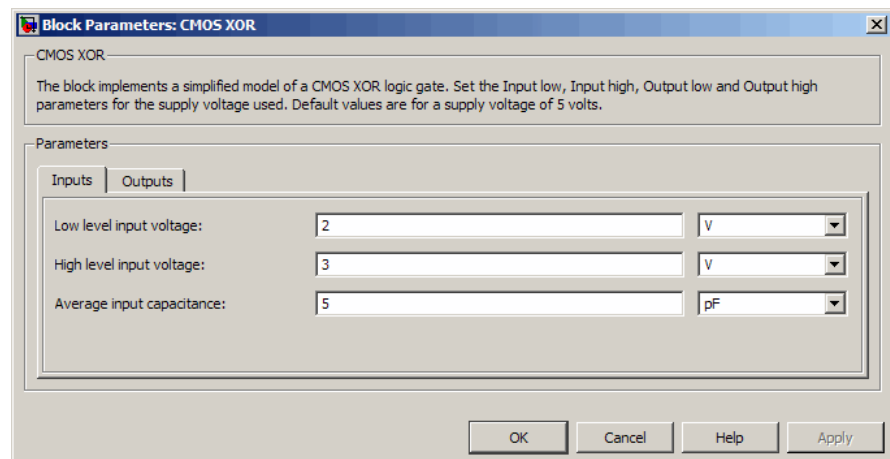 Block Parameters: CMOS XOR
CMOS XOR
The block implements a simplified model of a CMOS XOR logic gate. Set the Input low, Input high, Output low and Output high
parameters for the supply voltage used. Default values are for a supply voltage of 5 volts.
Parameters
Inputs Outputs
Low level input voltage: 2 V
High level input voltage: 3 V
Average input capacitance: 5 pF
OK Cancel Help Apply